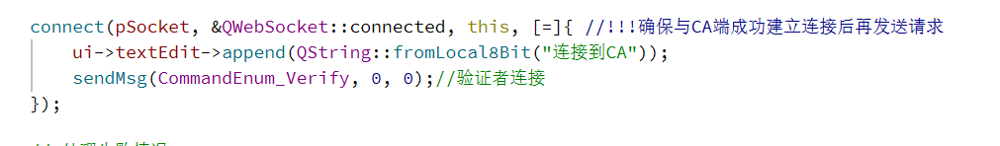 connect(pSocket, &QWebSocket::connected, this, [=]{ //!!!确保与CA端成功建立连接后再发送请求
    ui->textEdit->append(QString::fromLocal8Bit("连接到CA"));
    sendMsg(CommandEnum_Verify, 0, 0);//验证者连接
});